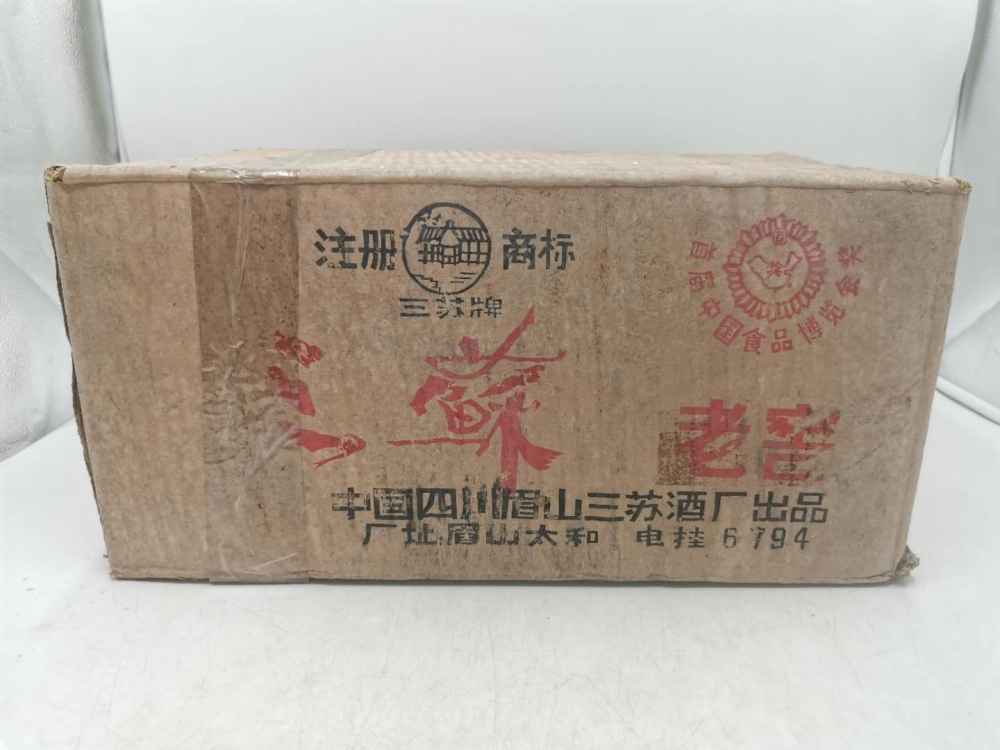 注册 商标
三苏牌
首届中国食品博览会金奖
蘇 老窖
中国四川眉山三苏酒厂出品
厂址眉山太和 电挂6794